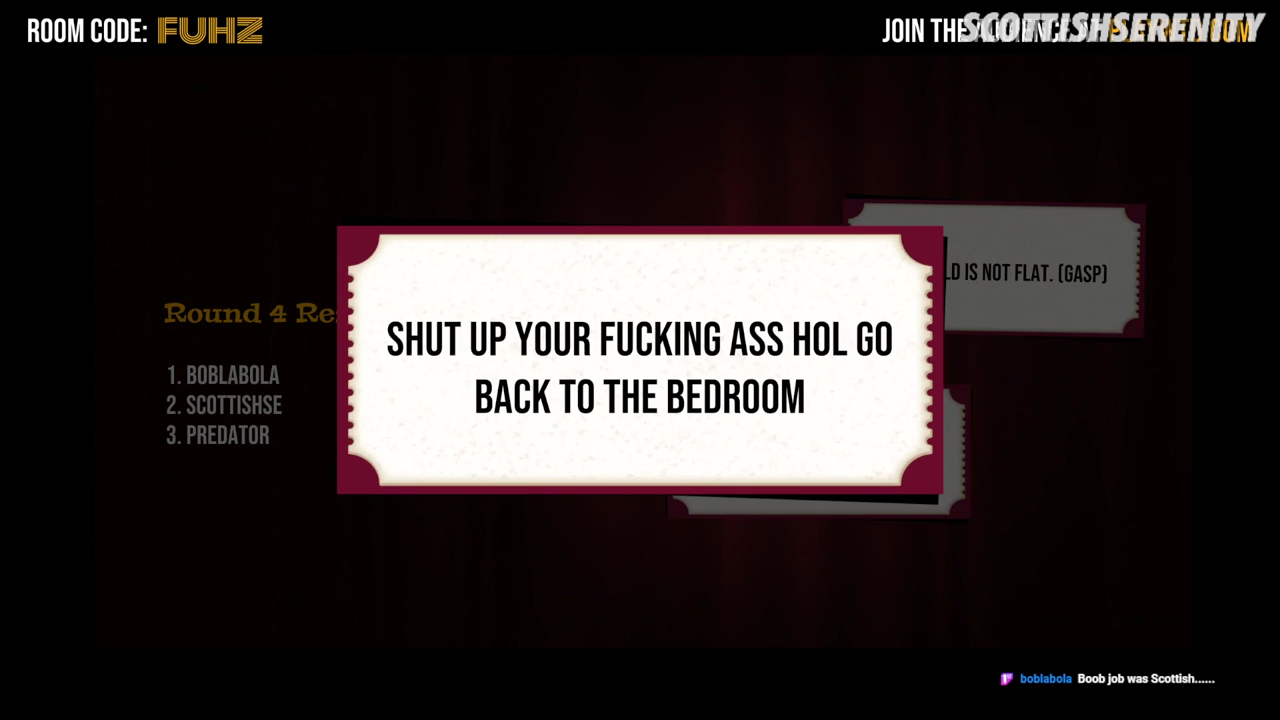 ROOM CODE: FUHZ
JOIN THE
SCOTTISHSERENITY
LD IS NOT FLAT. (GASP)
Round 4 Re
SHUT UP YOUR FUCKING ASS HOL GO
BACK TO THE BEDROOM
1. BOBLABOLA
2. SCOTTISHSE
3. PREDATOR
boblabola Boob job was Scottish......